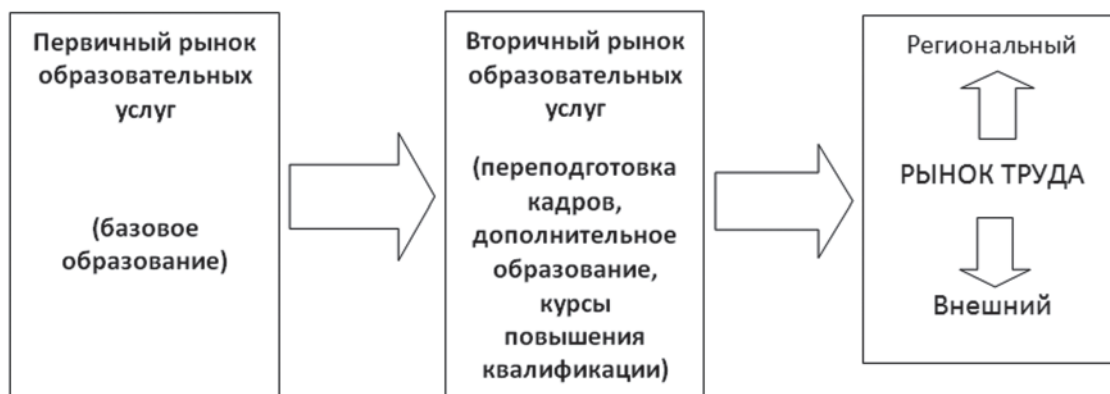 Первичный рынок
образовательных
услуг
(базовое
образование)
Вторичный рынок
образовательных
услуг
(переподготовка
кадров,
дополнительное
образование,
курсы
повышения
квалификации)
Региональный
РЫНОК ТРУДА
Внешний